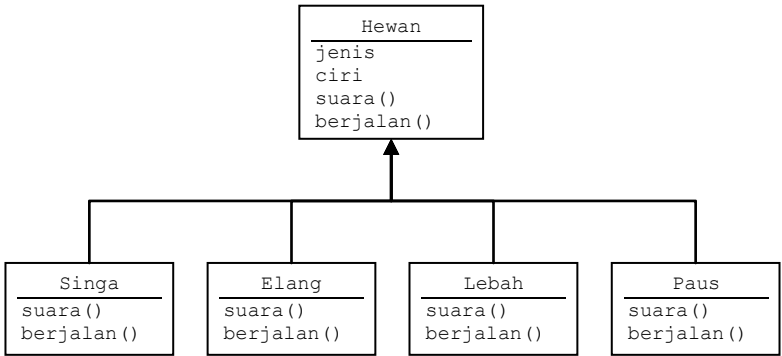 Hewan
jenis
ciri
suara()
berjalan()
Singa
suara()
berjalan()
Elang
suara()
berjalan()
Lebah
suara()
berjalan()
Paus
suara()
berjalan()